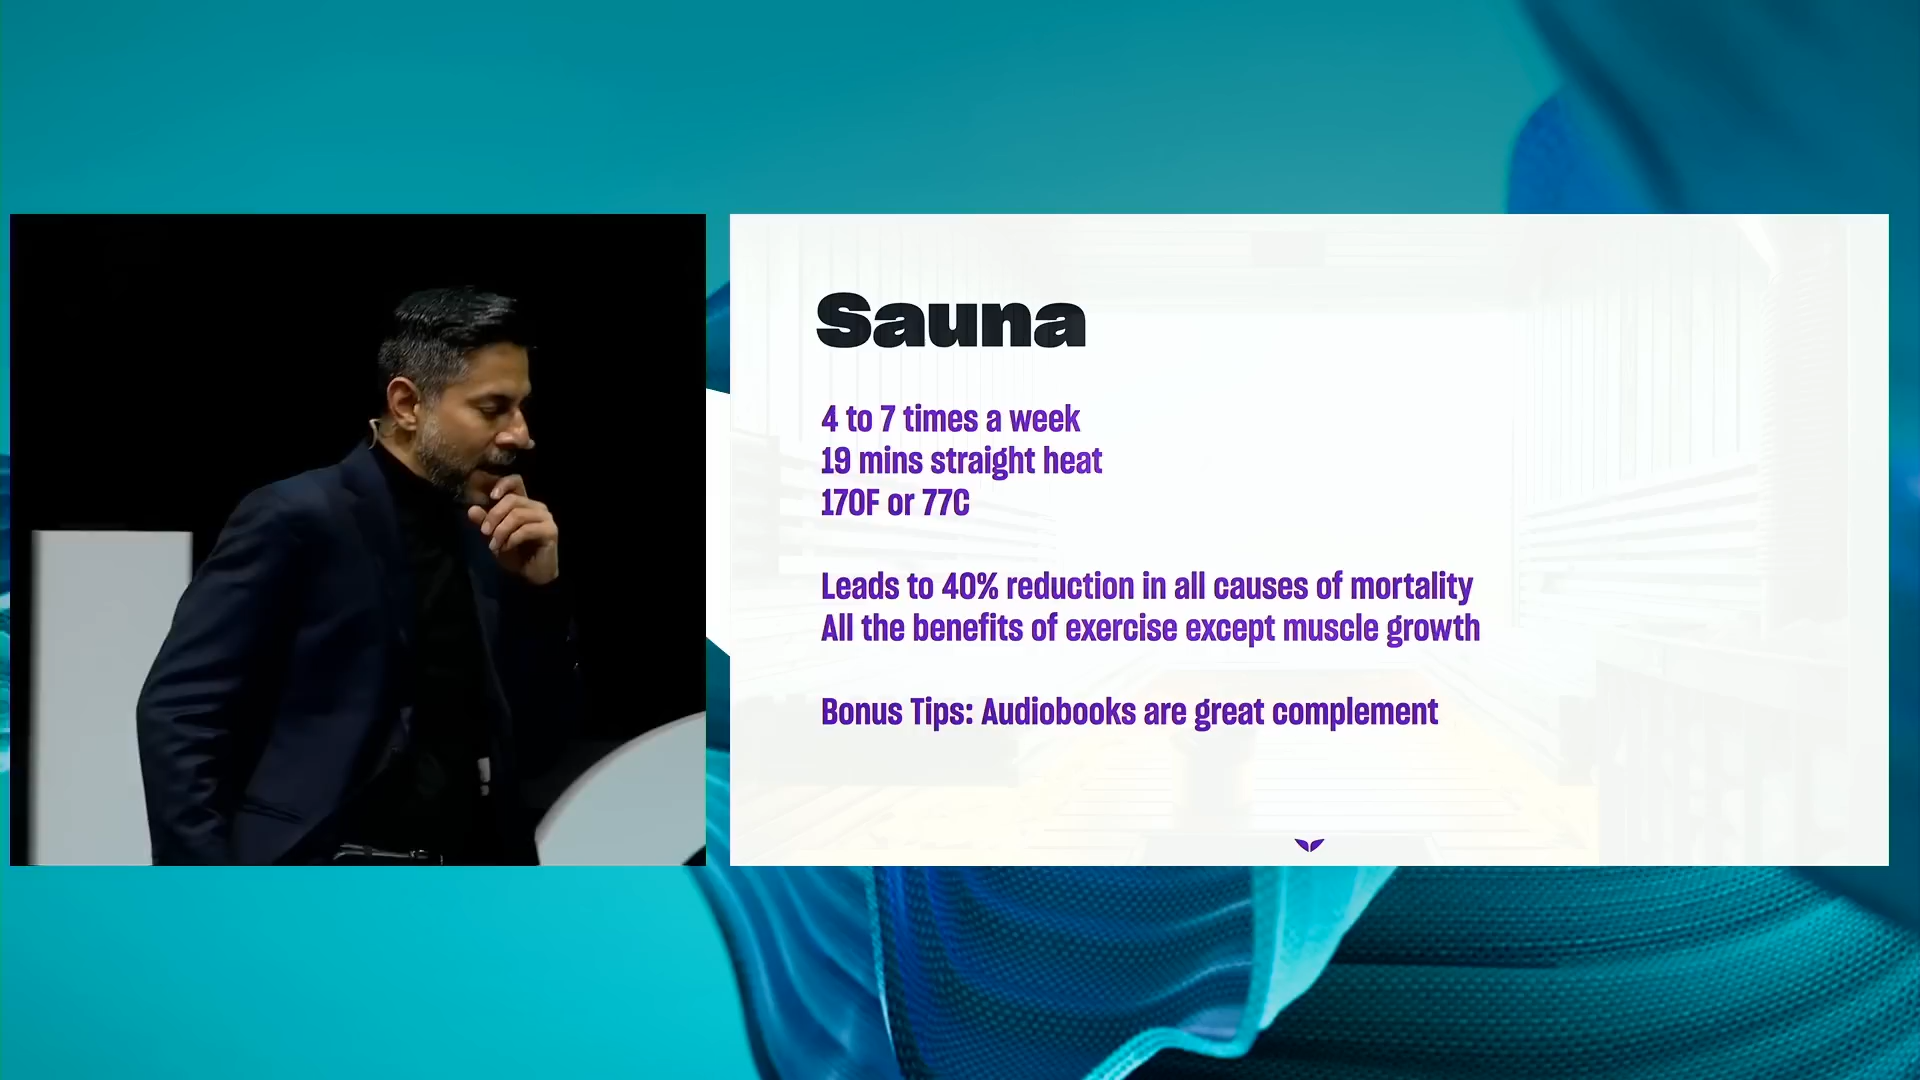 Sauna
4 to 7 times a week
19 mins straight heat
170F or 77C
Leads to 40% reduction in all causes of mortality
All the benefits of exercise except muscle growth
Bonus Tips: Audiobooks are great complement